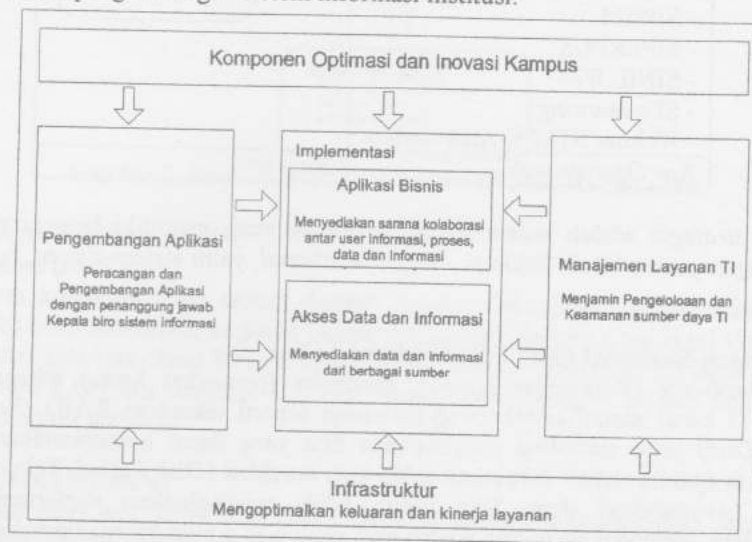 sistem informasi institusi.
Komponen Optimasi dan Inovasi Kampus
Pengembangan Aplikasi
Peracangan dan
Pengembangan Aplikasi
dengan penanggung jawab
Kepala biro sistem informasi
Implementasi
Aplikasi Bisnis
Menyediakan sarana kolaborasi
antar user informasi, proses,
data dan Informasi
Akses Data dan Informasi
Menyediakan data dan informasi
dari berbagai sumber
Manajemen Layanan TI
Menjamin Pengeloloaan dan
Keamanan sumber daya TI
Infrastruktur
Mengoptimalkan keluaran dan kinerja layanan